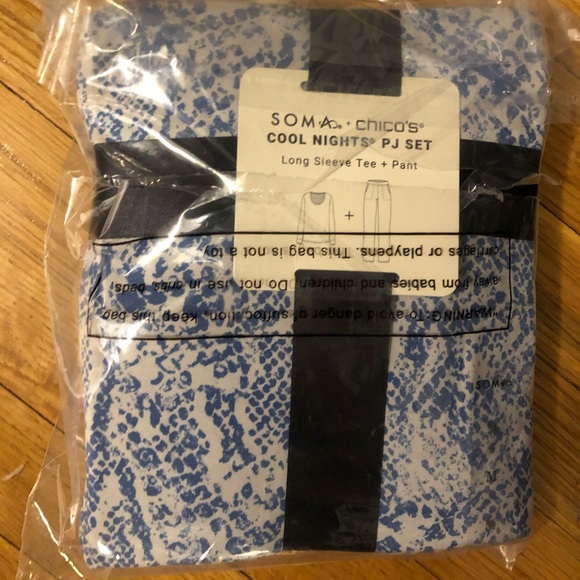 SOMA + chico's®
COOL NIGHTS® PJ SET
Long Sleeve Tee + Pant
+
"WARNING: To avoid danger of suffocation, keep this bag
away from babies and children. Do not use in cribs, beds,
carriages or playpens. This bag is not a toy
SOMA
M